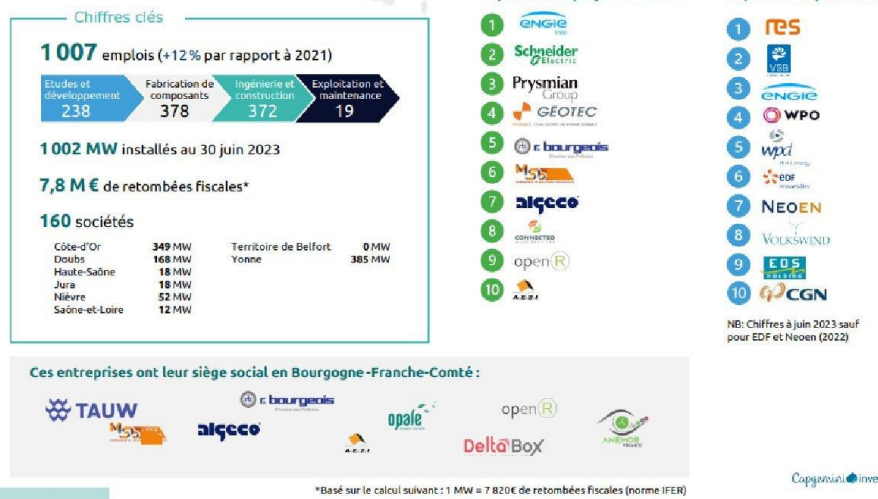 Chiffres clés
1 007 emplois (+12 % par rapport à 2021)
Etudes et développement
238
Fabrication de composants
378
Ingénierie et construction
372
Exploitation et maintenance
19
1 002 MW installés au 30 juin 2023
7,8 M € de retombées fiscales*
160 sociétés
Côte-d'Or 349 MW
Doubs 168 MW
Haute-Saône 18 MW
Jura 18 MW
Nièvre 52 MW
Saône-et-Loire 12 MW
Territoire de Belfort 0 MW
Yonne 385 MW
1 ENGIE
2 Schneider Electric
3 Prysmian Group
4 GÉOTEC
5 r. bourgeois
6 MSB
7 algeco
8 CONNECTED
9 openR
10 A.E.R.I
1 res
2 VSB
3 ENGIE
4 WPO
5 wpd
6 EDF
7 NEOEN
8 VOLKSWIND
9 EDS
10 CGN
NB: Chiffres à juin 2023 sauf
pour EDF et Neoen (2022)
Ces entreprises ont leur siège social en Bourgogne-Franche-Comté :
TAUW
r. bourgeois
algeco
opale
openR
DeltaBox
ANEMOS
*Basé sur le calcul suivant : 1 MW = 7 820€ de retombées fiscales (norme IFER)
Capgemini inve